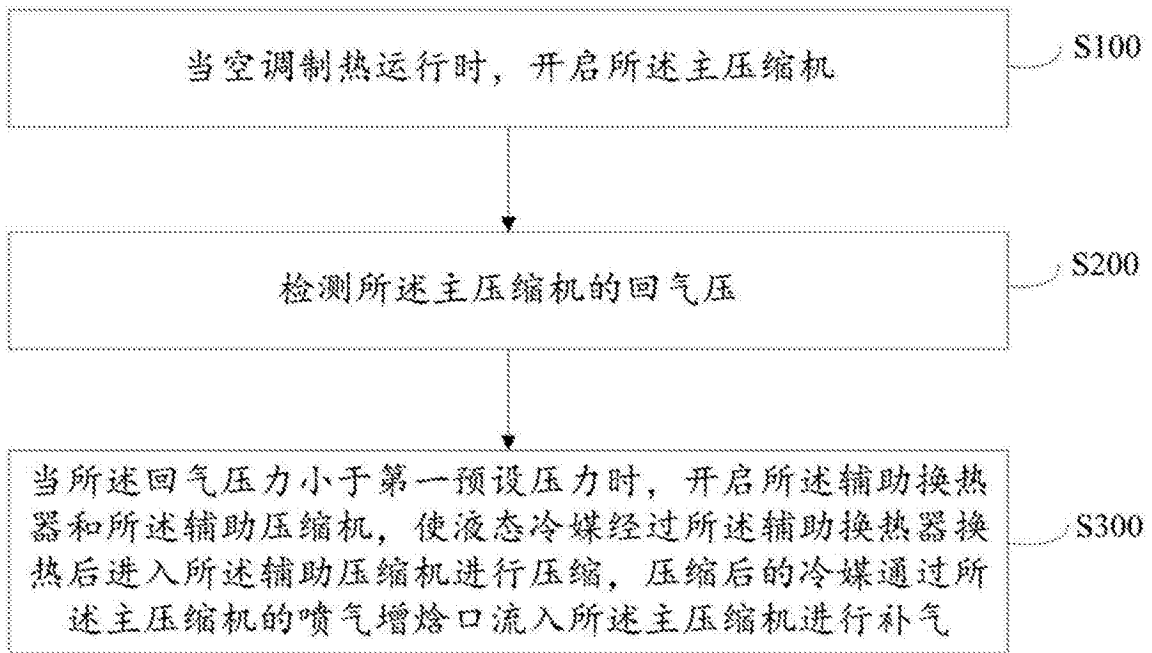 当空调制热运行时，开启所述主压缩机
S100
检测所述主压缩机的回气压
S200
当所述回气压力小于第一预设压力时，开启所述辅助换热
器和所述辅助压缩机，使液态冷媒经过所述辅助换热器换
热后进入所述辅助压缩机进行压缩，压缩后的冷媒通过所
述主压缩机的喷气增焓口流入所述主压缩机进行补气
S300